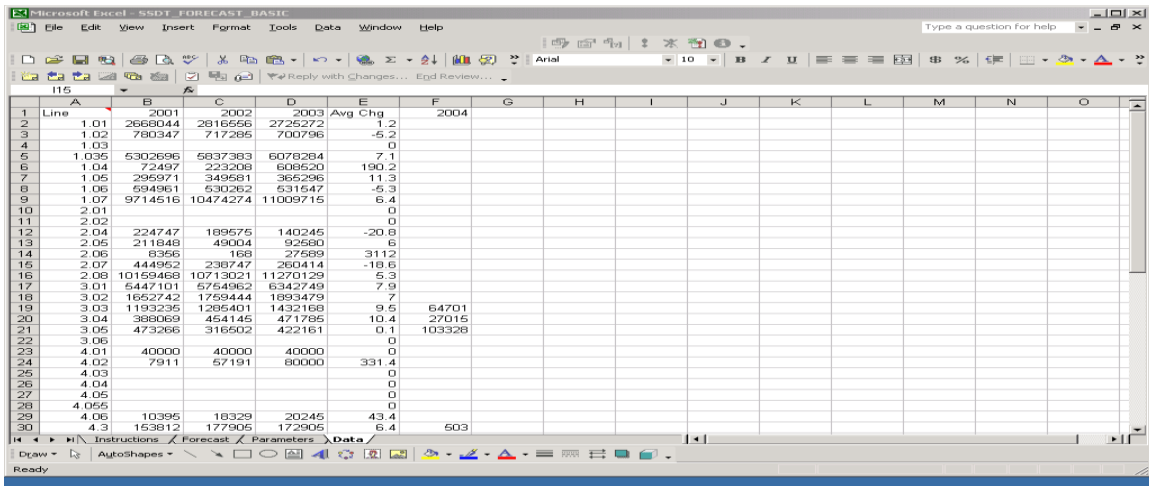 Microsoft Excel - SSDT_FORECAST_BASIC
File Edit View Insert Format Tools Data Window Help Type a question for help
Arial 10 B I U
Reply with Changes... End Review...
I15 fx
A B C D E F G H I J K L M N O
1 Line 2001 2002 2003 Avg Chg 2004
2 1.01 2668044 2816556 2725272 1.2
3 1.02 780347 717285 700796 -5.2
4 1.03 0
5 1.035 5302696 5837383 6078284 7.1
6 1.04 72497 223208 608520 190.2
7 1.05 295971 349581 365296 11.3
8 1.06 594961 530262 531547 -5.3
9 1.07 9714516 10474274 11009715 6.4
10 2.01 0
11 2.02 0
12 2.04 224747 189575 140245 -20.8
13 2.05 211848 49004 92580 6
14 2.06 8356 168 27589 3112
15 2.07 444952 238747 260414 -18.6
16 2.08 10159468 10713021 11270129 5.3
17 3.01 5447101 5754962 6342749 7.9
18 3.02 1652742 1759444 1893479 7
19 3.03 1193235 1285401 1432168 9.5 64701
20 3.04 388069 454145 471785 10.4 27015
21 3.05 473266 316502 422161 0.1 103328
22 3.06 0
23 4.01 40000 40000 40000 0
24 4.02 7911 57191 80000 331.4
25 4.03 0
26 4.04 0
27 4.05 0
28 4.055 0
29 4.06 10395 18329 20245 43.4
30 4.3 153812 177905 172905 6.4 503
Instructions Forecast Parameters Data
Draw AutoShapes
Ready